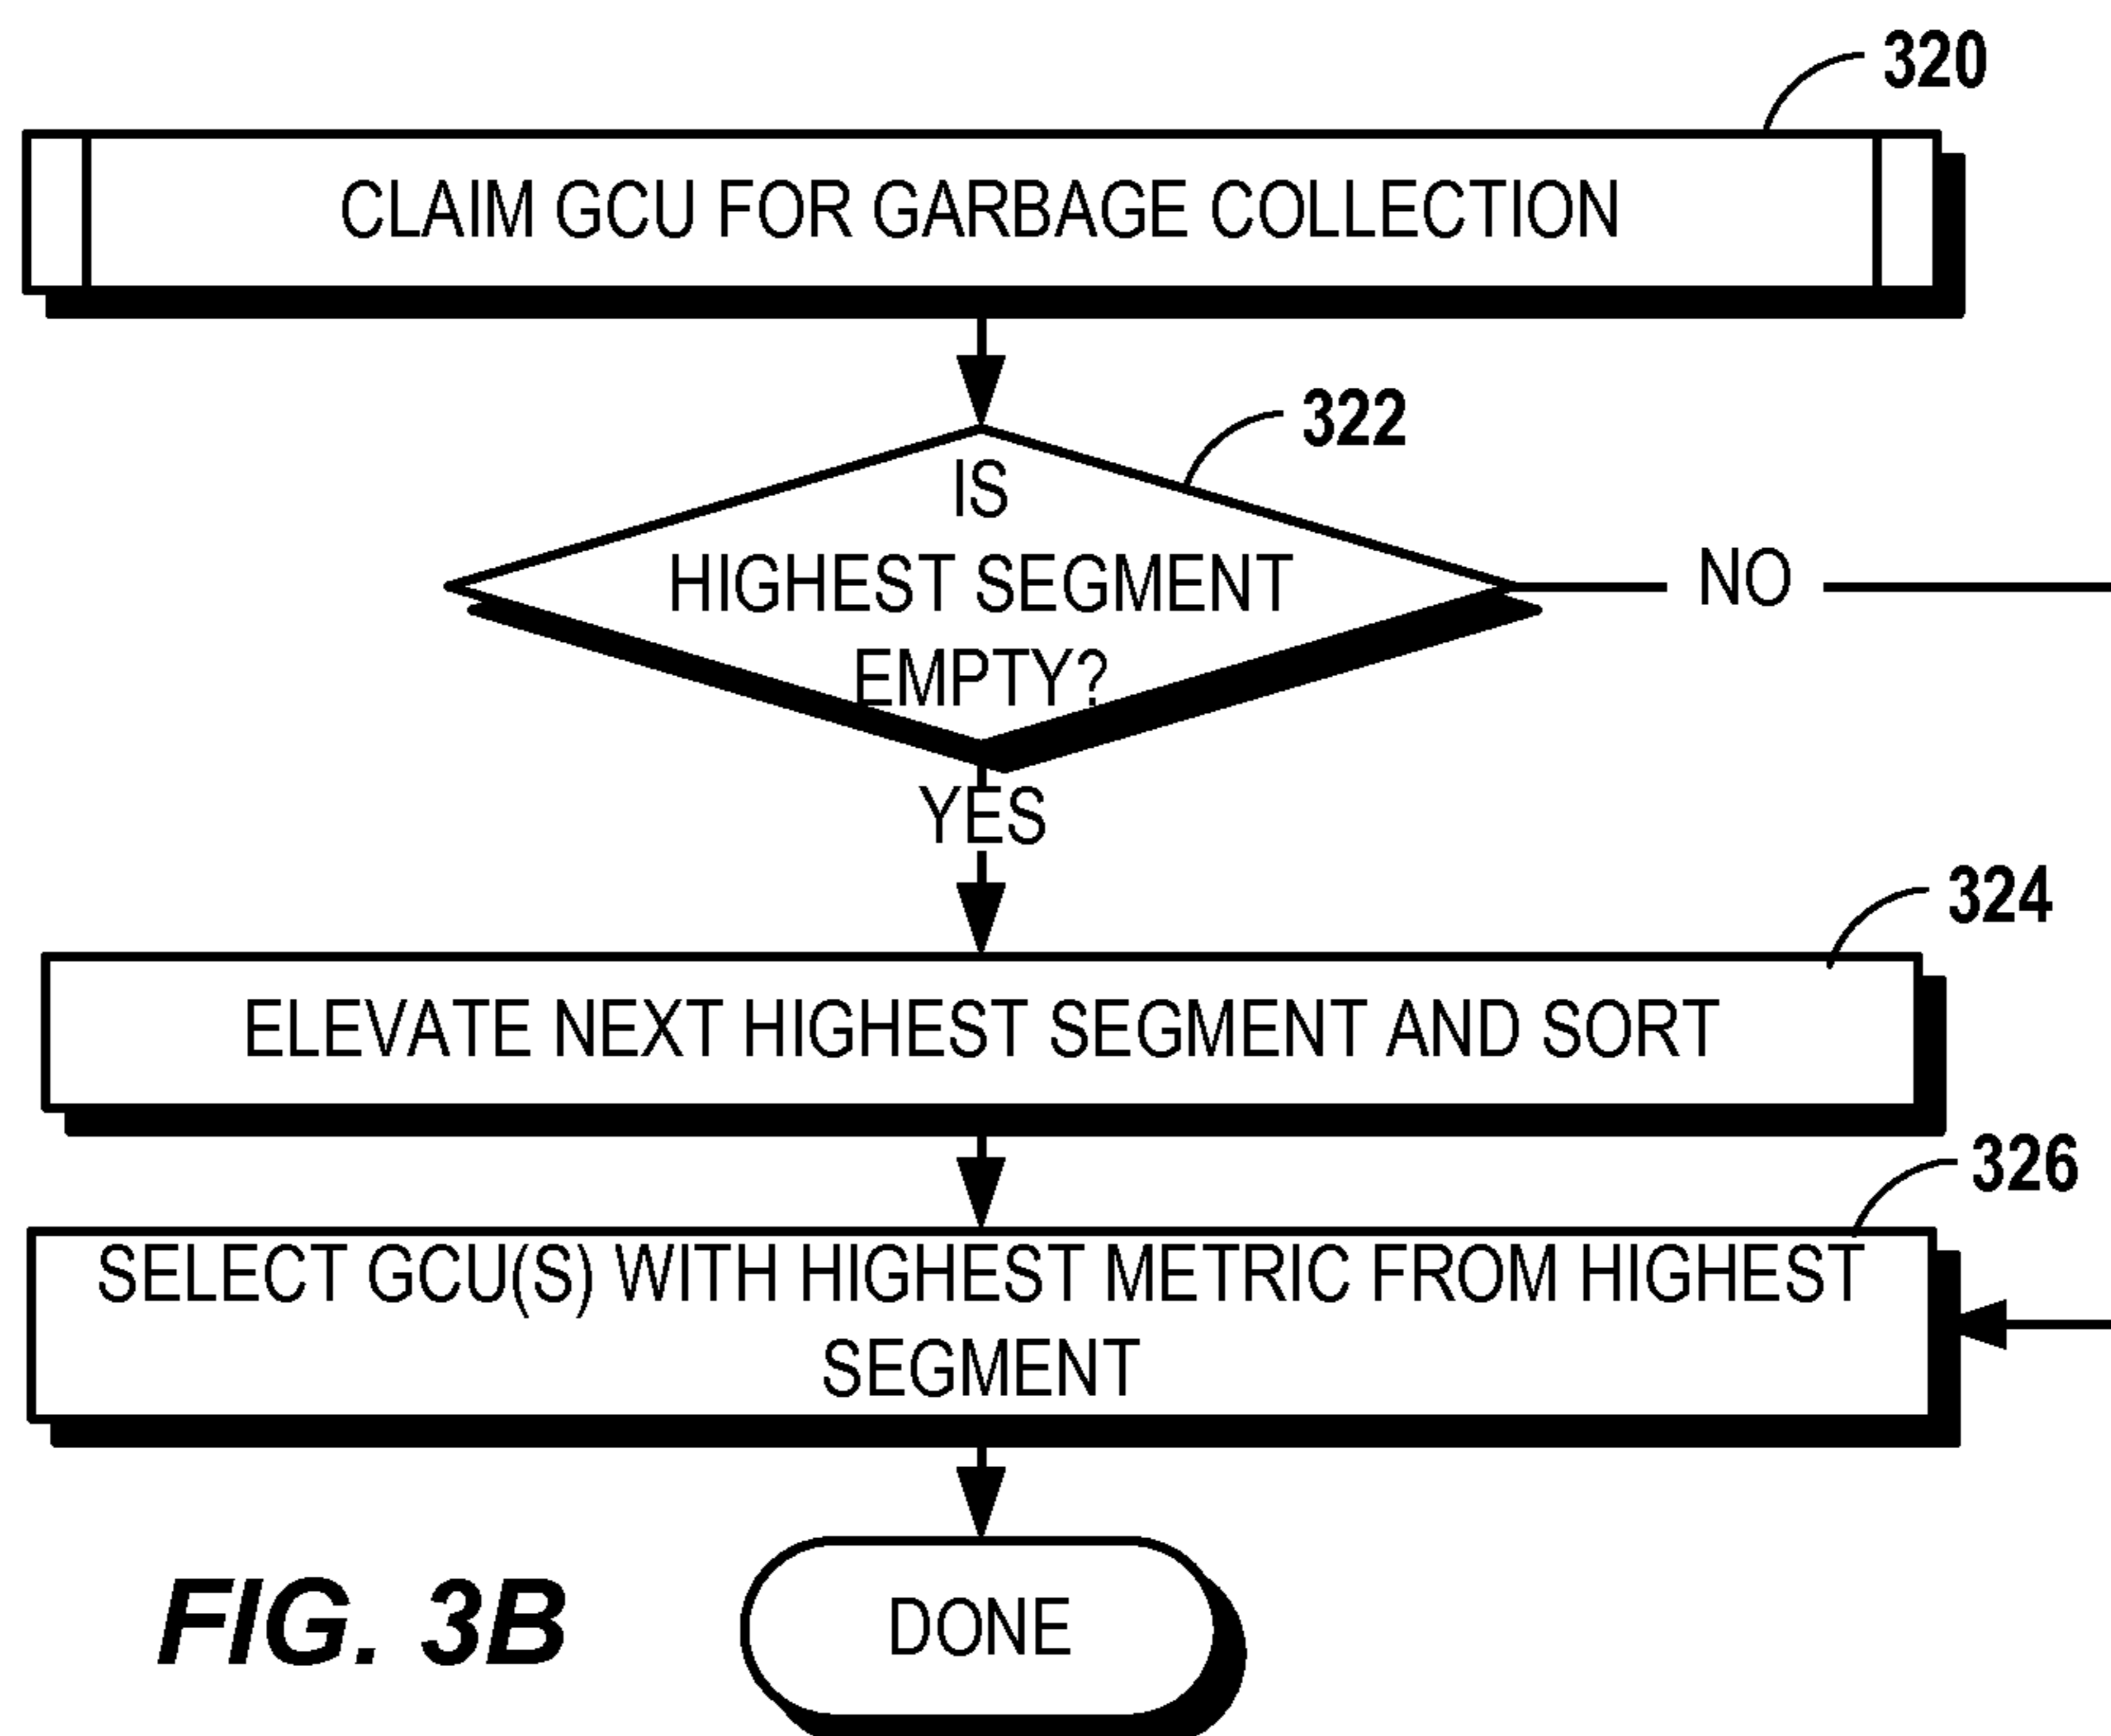 320
CLAIM GCU FOR GARBAGE COLLECTION
322
IS
HIGHEST SEGMENT
EMPTY?
NO
YES
324
ELEVATE NEXT HIGHEST SEGMENT AND SORT
326
SELECT GCU(S) WITH HIGHEST METRIC FROM HIGHEST
SEGMENT
DONE
FIG. 3B